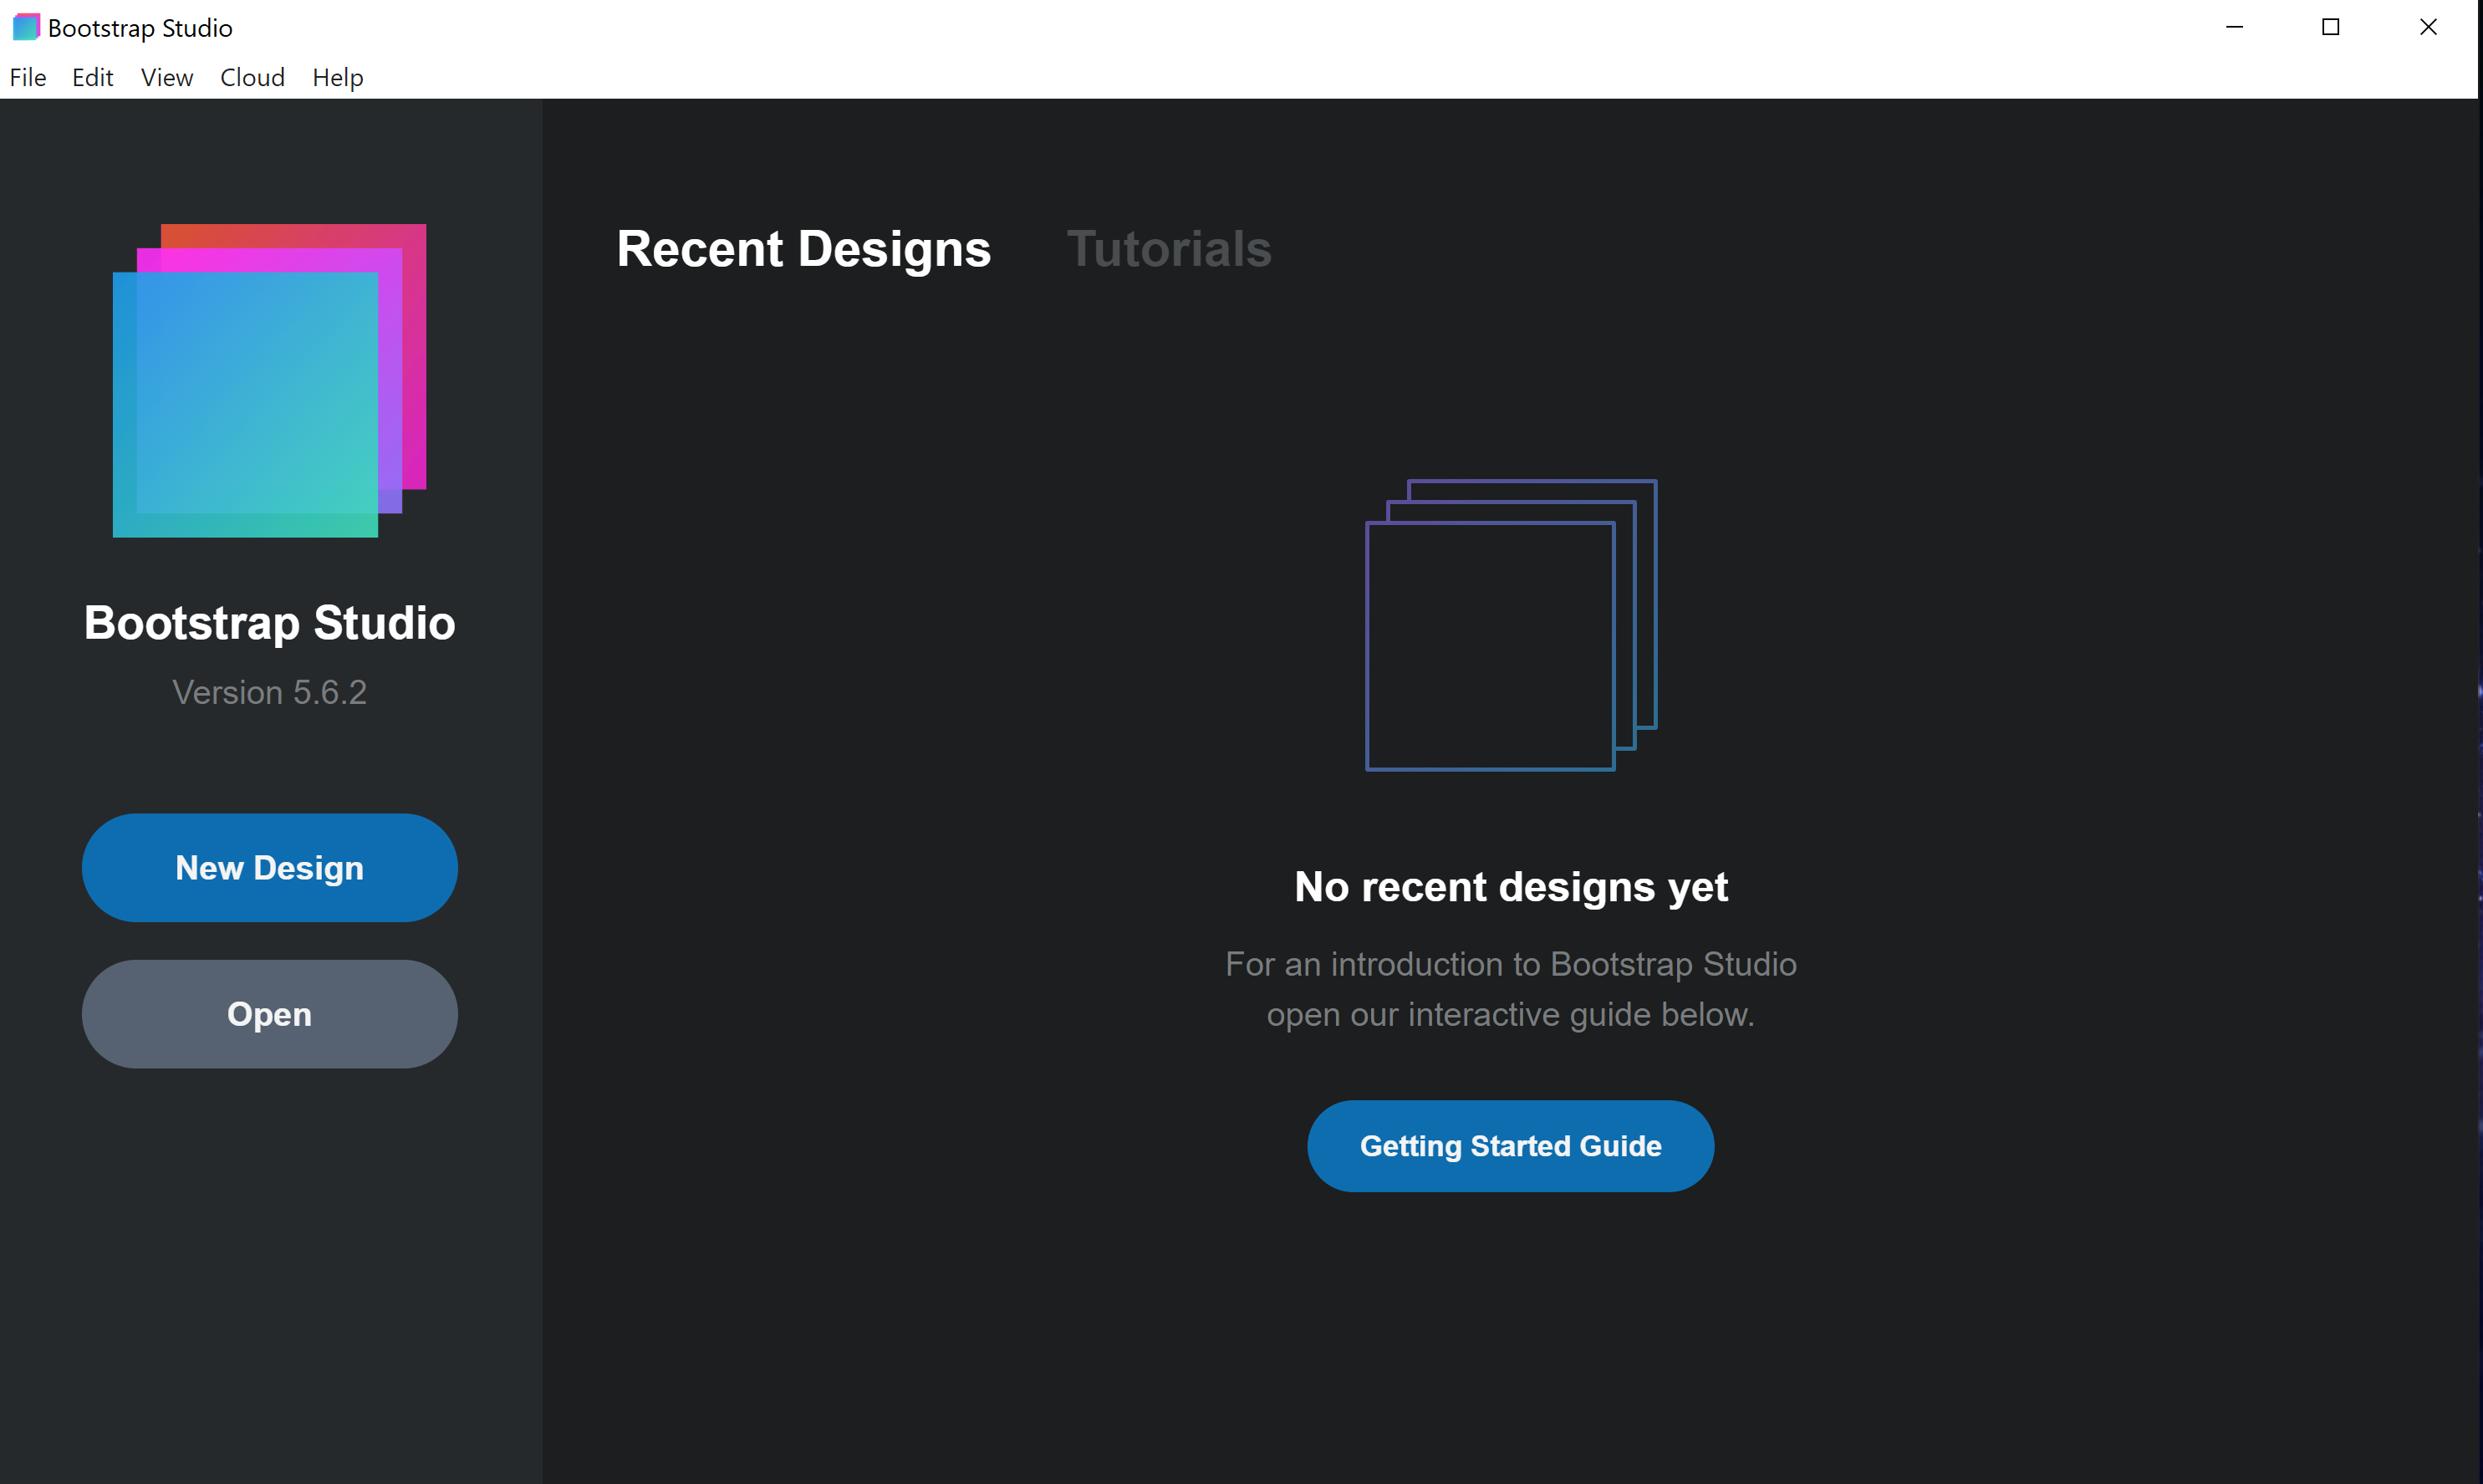 Bootstrap Studio
File Edit View Cloud Help
Bootstrap Studio
Version 5.6.2
New Design
Open
Recent Designs Tutorials
No recent designs yet
For an introduction to Bootstrap Studio
open our interactive guide below.
Getting Started Guide